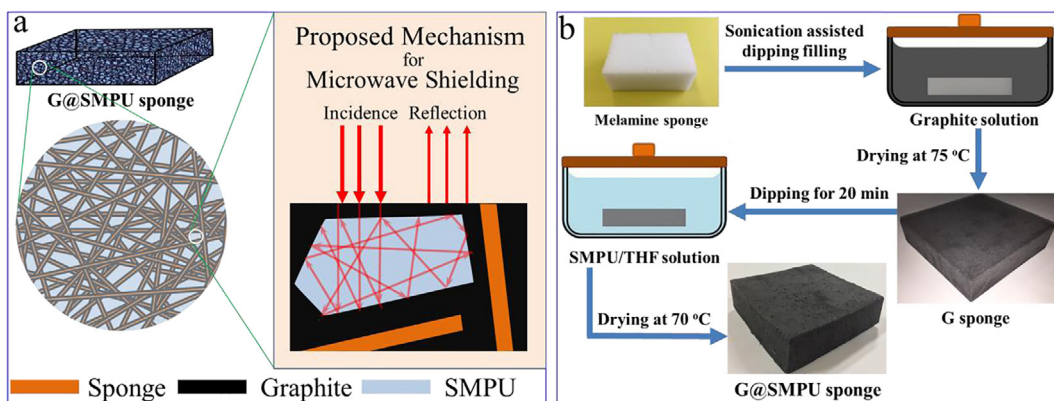 a
G@SMPU sponge
Proposed Mechanism
for
Microwave Shielding
Incidence Reflection
Sponge Graphite SMPU
b
Melamine sponge
Sonication assisted
dipping filling
Graphite solution
Drying at 75 °C
Dipping for 20 min
G sponge
SMPU/THF solution
Drying at 70 °C
G@SMPU sponge